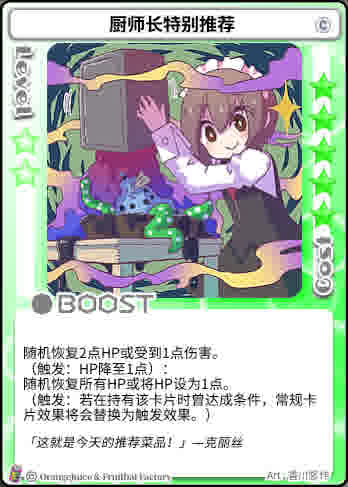 厨师长特别推荐
©
Level
Cost
BOOST
随机恢复2点HP或受到1点伤害。
（触发：HP降至1点）：
随机恢复所有HP或将HP设为1点。
（触发：若在持有该卡片时曾达成条件，常规卡
片效果将会替换为触发效果。）
「这就是今天的推荐菜品！」—克丽丝
© OrangeJuice & Fruitbat Factory
Art : 香川悠作